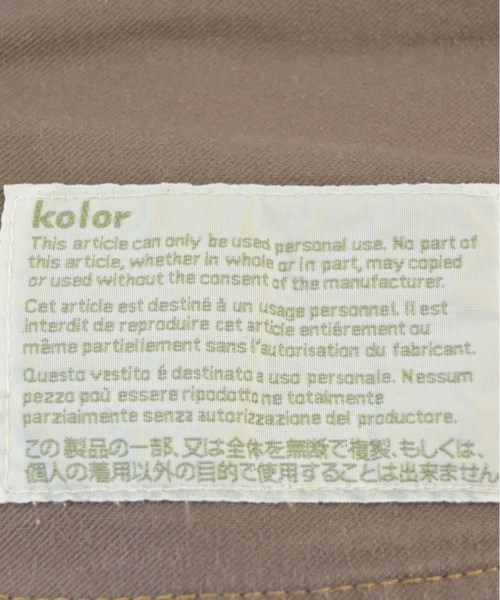 kolor
This article can only be used personal use. No part of
this article, whether in whole or in part, may copied
or used without the consent of the manufacturer.
Cet article est destiné à un usage personnel. Il est
interdit de reproduire cet article entiérement ou
même partiellement sans l'autorisation du fabricant.
Questo vestito é destinato a uso personale. Nessum
pezzo poú essere ripodotto ne totalmente
parziaimente senza autorizzazione del productore.
この製品の一部、又は全体を無断で複製、もしくは、
個人の着用以外の目的で使用することは出来ません